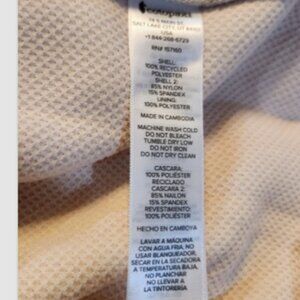 cotopaxi
SALT LAKE CITY, UT 84101
USA
+1 844-268-6729
RN# 157160
SHELL:
100% RECYCLED
POLYESTER
SHELL 2:
85% NYLON
15% SPANDEX
LINING:
100% POLYESTER
MADE IN CAMBODIA
MACHINE WASH COLD
DO NOT BLEACH
TUMBLE DRY LOW
DO NOT IRON
DO NOT DRY CLEAN
CASCARA:
100% POLIÉSTER
RECICLADO
CASCARA 2:
85% NAILON
15% SPANDEX
REVESTIMIENTO:
100% POLIÉSTER
HECHO EN CAMBOYA
LAVAR A MÁQUINA
CON AGUA FRIA, NO
USAR BLANQUEADOR,
SECAR EN LA SECADORA
A TEMPERATURA BAJA,
NO PLANCHAR
NO LLEVAR A
LA TINTORERÍA